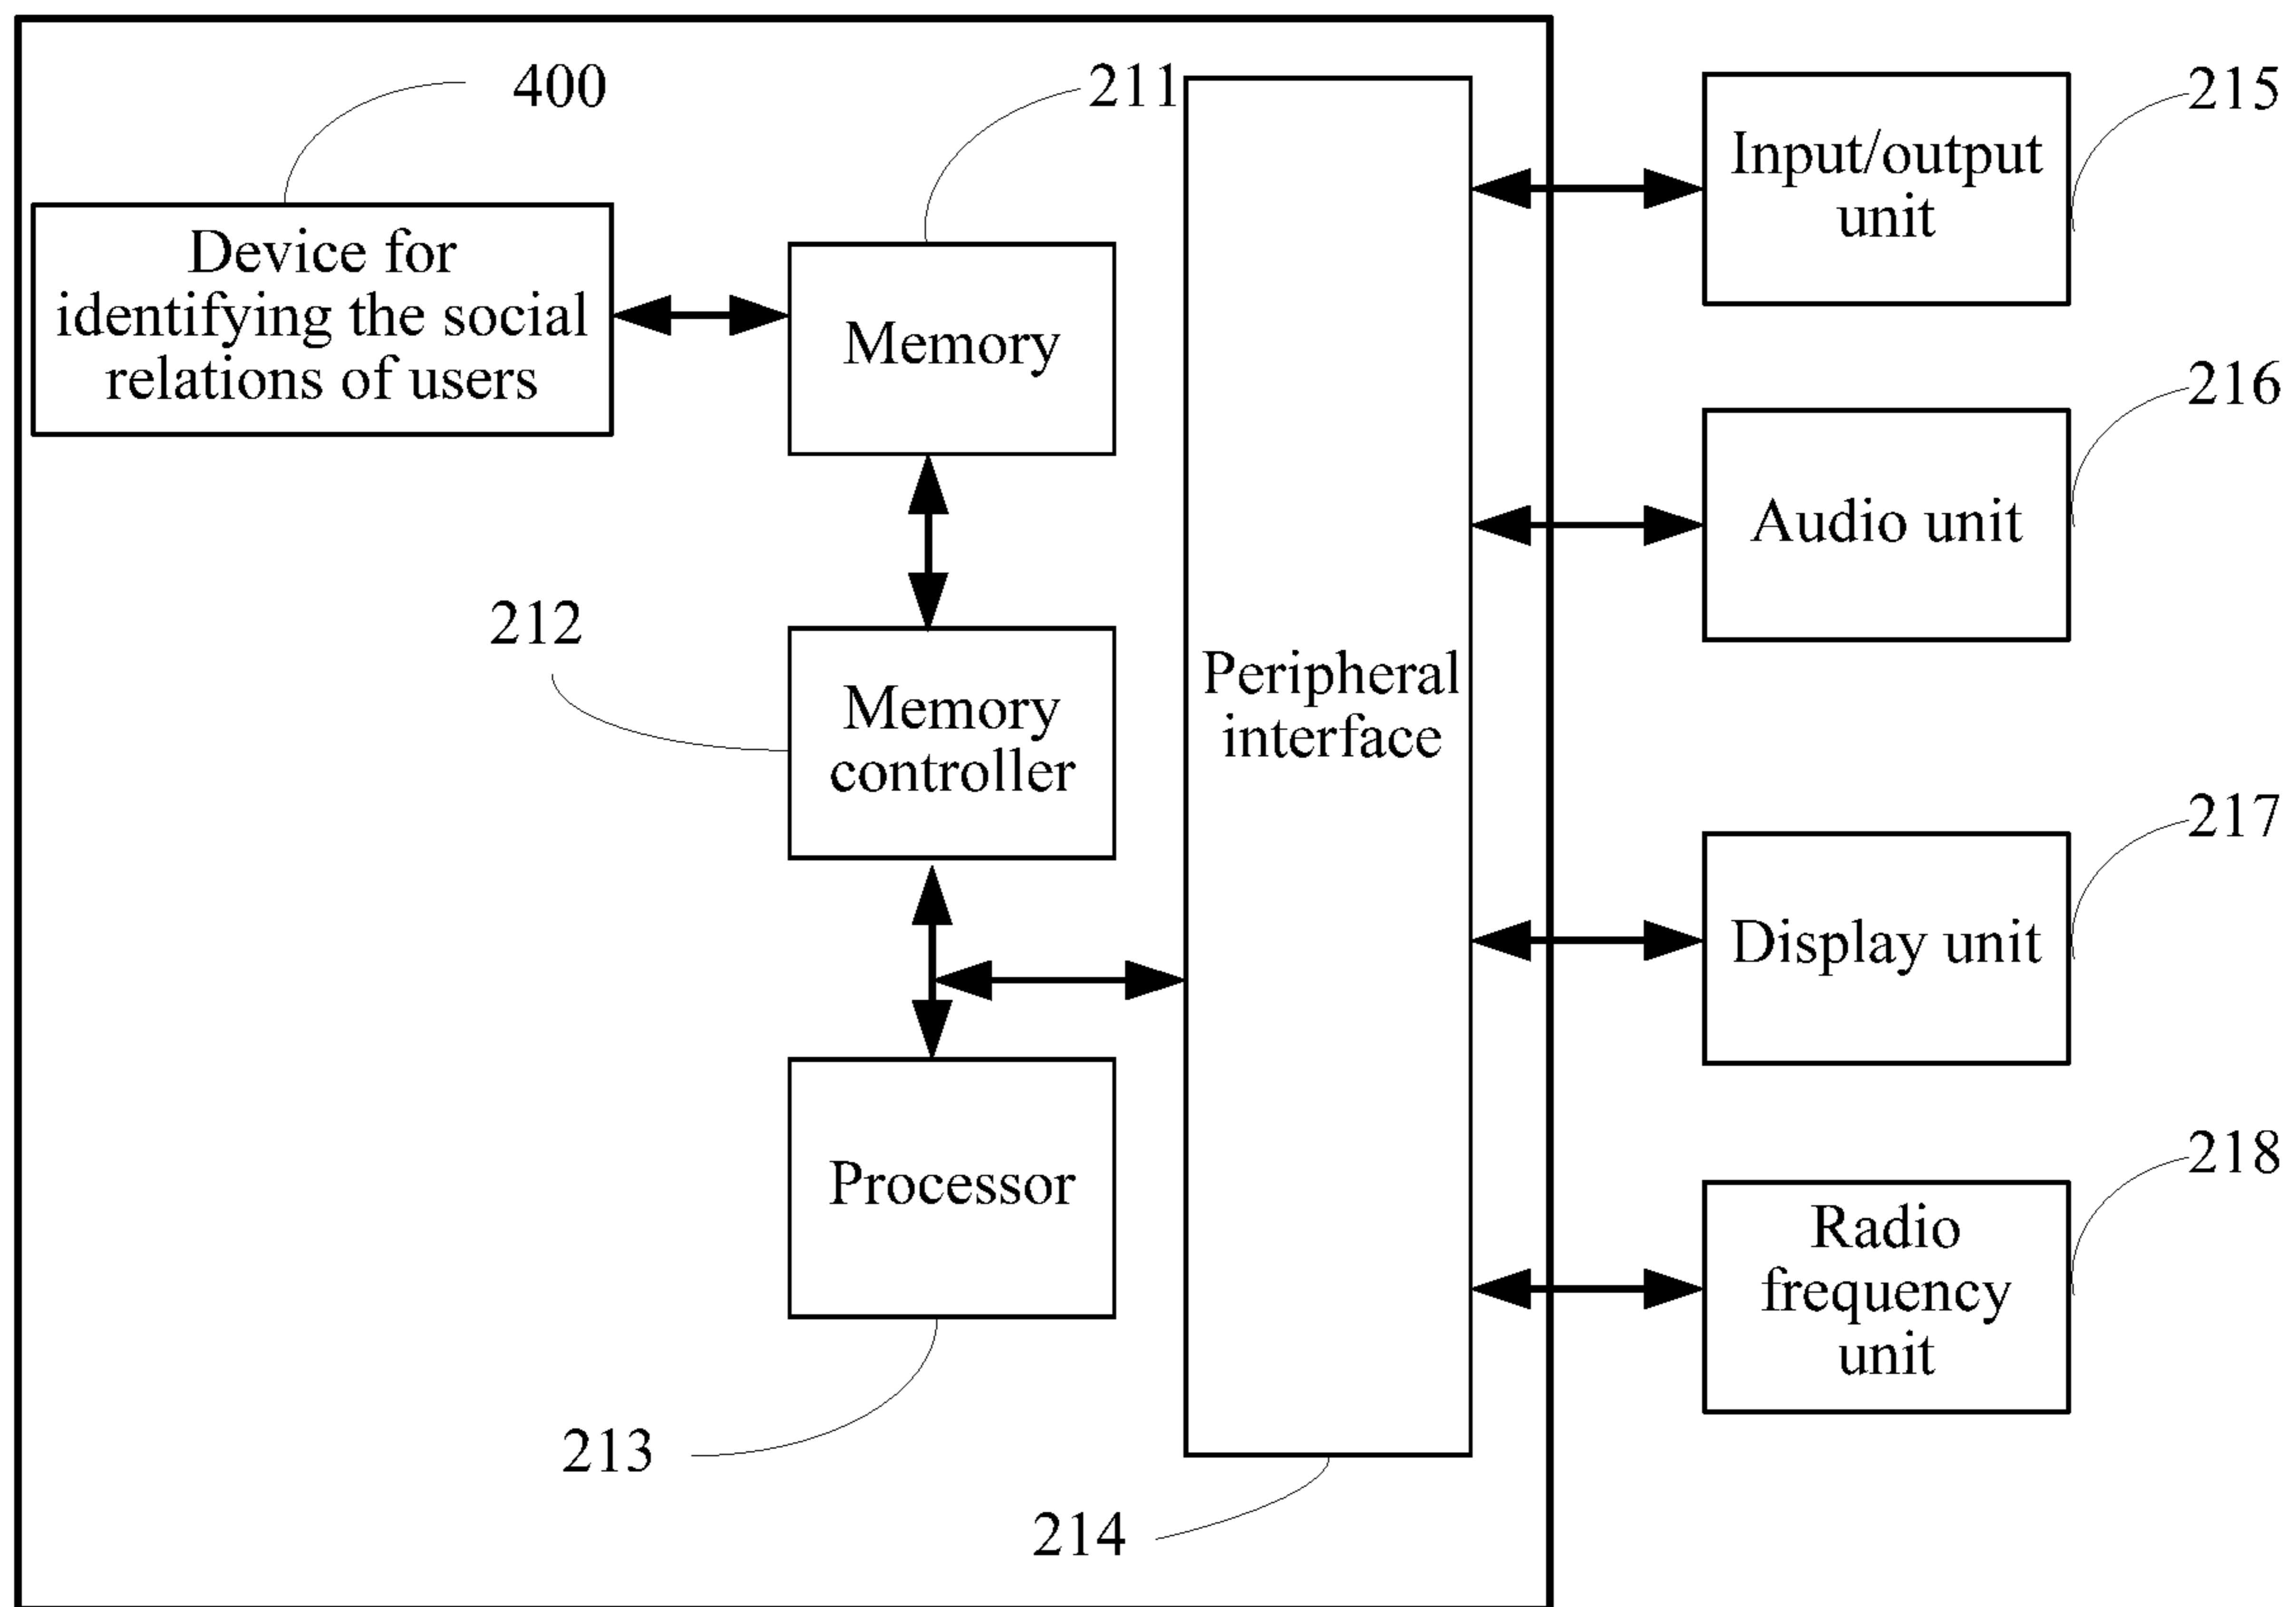 400
211
215
Input/output
unit
Device for
identifying the social
relations of users
Memory
216
Audio unit
212
Memory
controller
Peripheral
interface
217
Display unit
218
Processor
Radio
frequency
unit
213
214